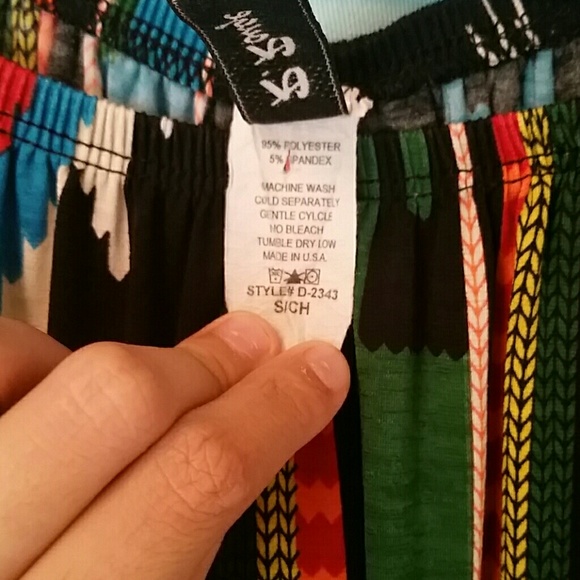 95% POLYESTER
5% SPANDEX
MACHINE WASH
COLD SEPARATELY
GENTLE CYLCLE
NO BLEACH
TUMBLE DRY LOW
MADE IN U.S.A.
STYLE# D-2343
S/CH